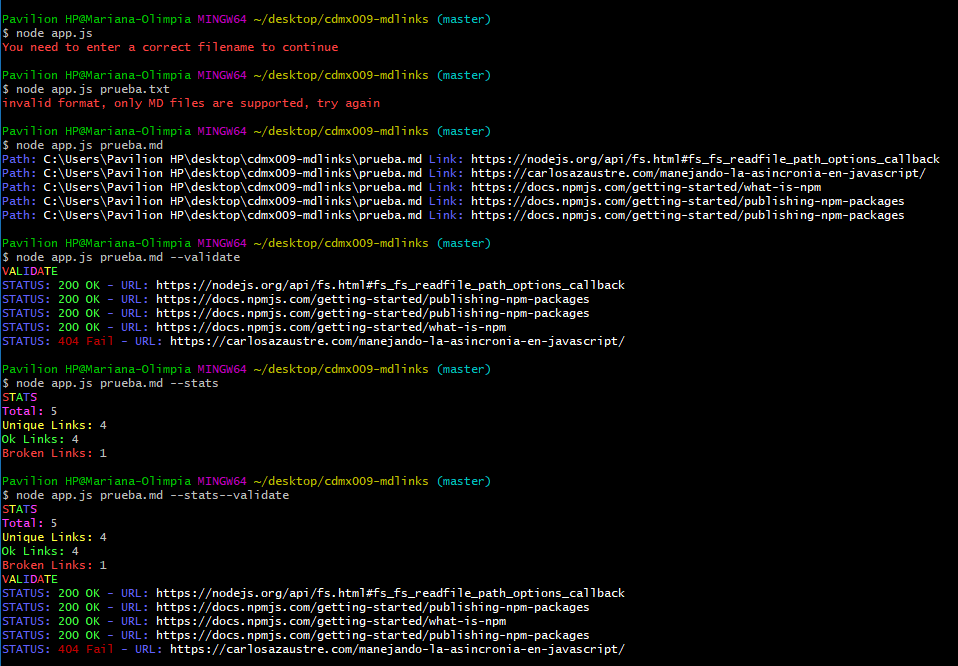 Pavilion HP@Mariana-Olimpia MINGW64 ~/desktop/cdmx009-mdlinks (master)
$ node app.js
You need to enter a correct filename to continue
Pavilion HP@Mariana-Olimpia MINGW64 ~/desktop/cdmx009-mdlinks (master)
$ node app.js prueba.txt
invalid format, only MD files are supported, try again
Pavilion HP@Mariana-Olimpia MINGW64 ~/desktop/cdmx009-mdlinks (master)
$ node app.js prueba.md
Path: C:\Users\Pavilion HP\desktop\cdmx009-mdlinks\prueba.md Link: https://nodejs.org/api/fs.html#fs_fs_readfile_path_options_callback
Path: C:\Users\Pavilion HP\desktop\cdmx009-mdlinks\prueba.md Link: https://carlosazaustre.com/manejando-la-asincronia-en-javascript/
Path: C:\Users\Pavilion HP\desktop\cdmx009-mdlinks\prueba.md Link: https://docs.npmjs.com/getting-started/what-is-npm
Path: C:\Users\Pavilion HP\desktop\cdmx009-mdlinks\prueba.md Link: https://docs.npmjs.com/getting-started/publishing-npm-packages
Path: C:\Users\Pavilion HP\desktop\cdmx009-mdlinks\prueba.md Link: https://docs.npmjs.com/getting-started/publishing-npm-packages
Pavilion HP@Mariana-Olimpia MINGW64 ~/desktop/cdmx009-mdlinks (master)
$ node app.js prueba.md --validate
VALIDATE
STATUS: 200 OK - URL: https://nodejs.org/api/fs.html#fs_fs_readfile_path_options_callback
STATUS: 200 OK - URL: https://docs.npmjs.com/getting-started/publishing-npm-packages
STATUS: 200 OK - URL: https://docs.npmjs.com/getting-started/publishing-npm-packages
STATUS: 200 OK - URL: https://docs.npmjs.com/getting-started/what-is-npm
STATUS: 404 Fail - URL: https://carlosazaustre.com/manejando-la-asincronia-en-javascript/
Pavilion HP@Mariana-Olimpia MINGW64 ~/desktop/cdmx009-mdlinks (master)
$ node app.js prueba.md --stats
STATS
Total: 5
Unique Links: 4
Ok Links: 4
Broken Links: 1
Pavilion HP@Mariana-Olimpia MINGW64 ~/desktop/cdmx009-mdlinks (master)
$ node app.js prueba.md --stats--validate
STATS
Total: 5
Unique Links: 4
Ok Links: 4
Broken Links: 1
VALIDATE
STATUS: 200 OK - URL: https://nodejs.org/api/fs.html#fs_fs_readfile_path_options_callback
STATUS: 200 OK - URL: https://docs.npmjs.com/getting-started/publishing-npm-packages
STATUS: 200 OK - URL: https://docs.npmjs.com/getting-started/what-is-npm
STATUS: 200 OK - URL: https://docs.npmjs.com/getting-started/publishing-npm-packages
STATUS: 404 Fail - URL: https://carlosazaustre.com/manejando-la-asincronia-en-javascript/